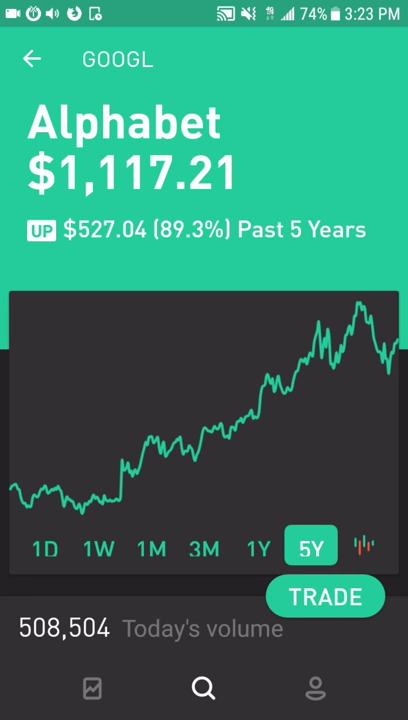 74% 3:23 PM
GOOGL
Alphabet
$1,117.21
UP $527.04 (89.3%) Past 5 Years
1D 1W 1M 3M 1Y 5Y
TRADE
508,504 Today's volume